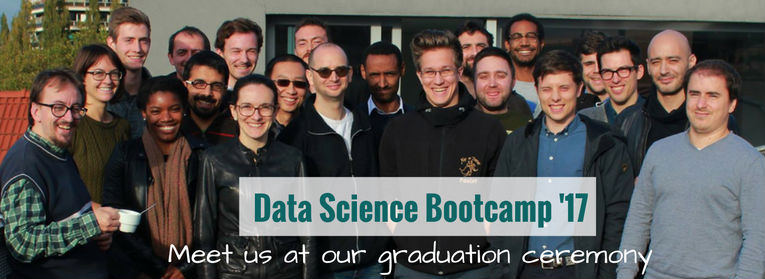 Data Science Bootcamp '17
Meet us at our graduation ceremony